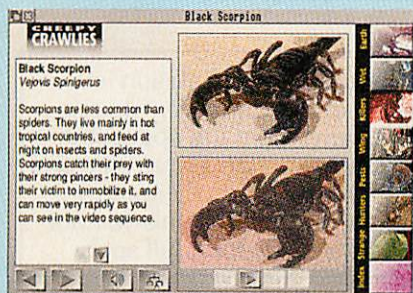 Black Scorpion
CREEPY
CRAWLIES
Black Scorpion
Vejovis Spinigerus
Scorpions are less common than
spiders. They live mainly in hot
tropical countries, and feed at
night on insects and spiders.
Scorpions catch their prey with
their strong pincers - they sting
their victim to immobilize it, and
can move very rapidly as you
can see in the video sequence.
Earth
Wet
Killers
Wing
Pests
Hunters
Strange
Index